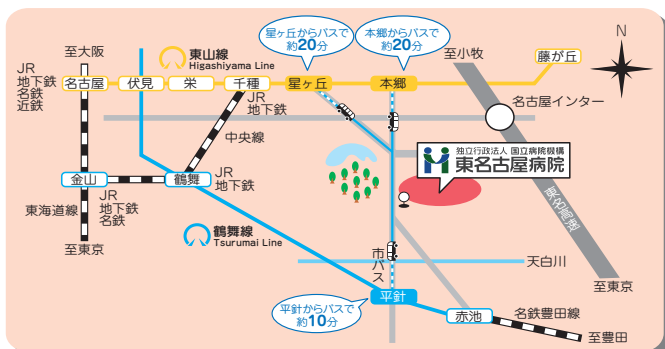 星ヶ丘からバスで
約20分
本郷からバスで
約20分
N
至大阪
東山線
Higashiyama Line
至小牧
藤が丘
JR
地下鉄
名鉄
近鉄
名古屋
伏見
栄
千種
星ヶ丘
本郷
JR
地下鉄
名古屋インター
中央線
独立行政法人 国立病院機構
東名古屋病院
金山
鶴舞
JR
地下鉄
JR
地下鉄
名鉄
東海道線
東名高速
鶴舞線
Tsurumai Line
至東京
市バス
天白川
至東京
平針からバスで
約10分
平針
赤池
名鉄豊田線
至豊田